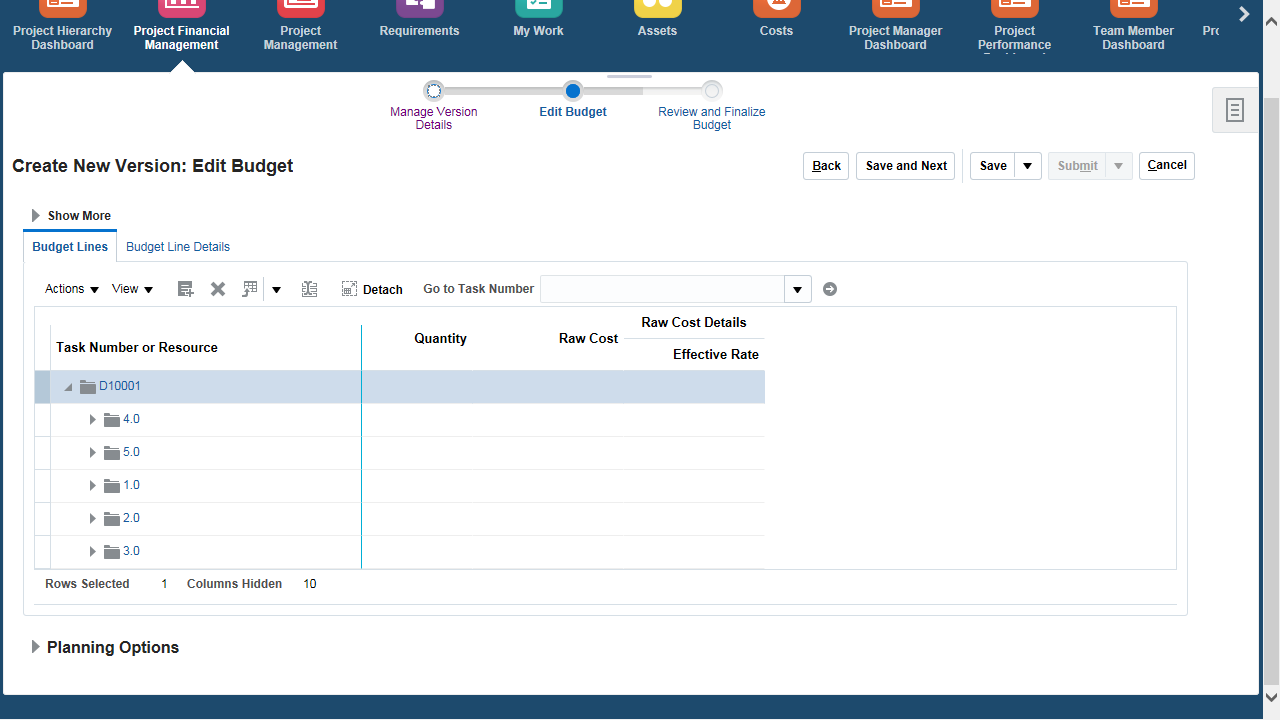 Project Hierarchy Dashboard
Project Financial Management
Project Management
Requirements
My Work
Assets
Costs
Project Manager Dashboard
Project Performance
Team Member Dashboard
Manage Version Details
Edit Budget
Review and Finalize Budget
Create New Version: Edit Budget
Back
Save and Next
Save
Submit
Cancel
Show More
Budget Lines
Budget Line Details
Actions
View
Detach
Go to Task Number
Task Number or Resource
Quantity
Raw Cost
Raw Cost Details
Effective Rate
D10001
4.0
5.0
1.0
2.0
3.0
Rows Selected 1 Columns Hidden 10
Planning Options